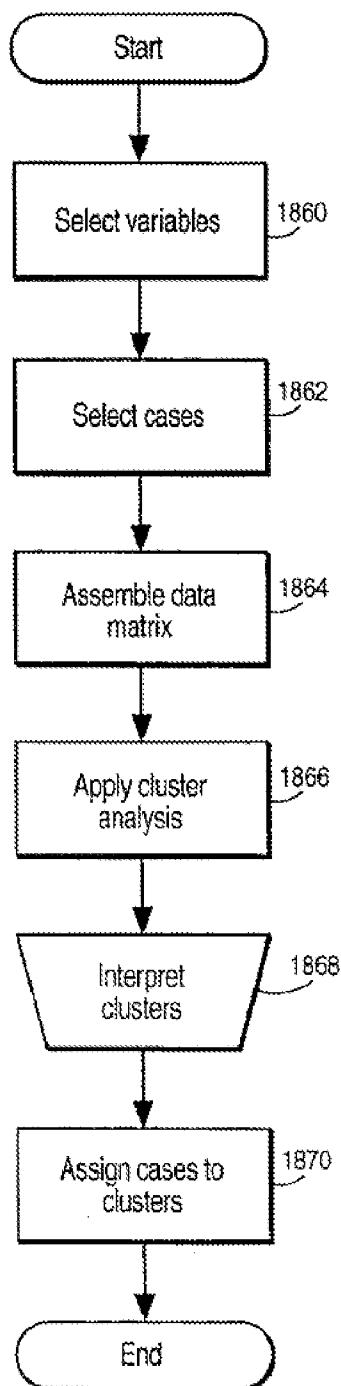 Start
Select variables
1860
Select cases
1862
Assemble data
matrix
1864
Apply cluster
analysis
1866
Interpret
clusters
1868
Assign cases to
clusters
1870
End